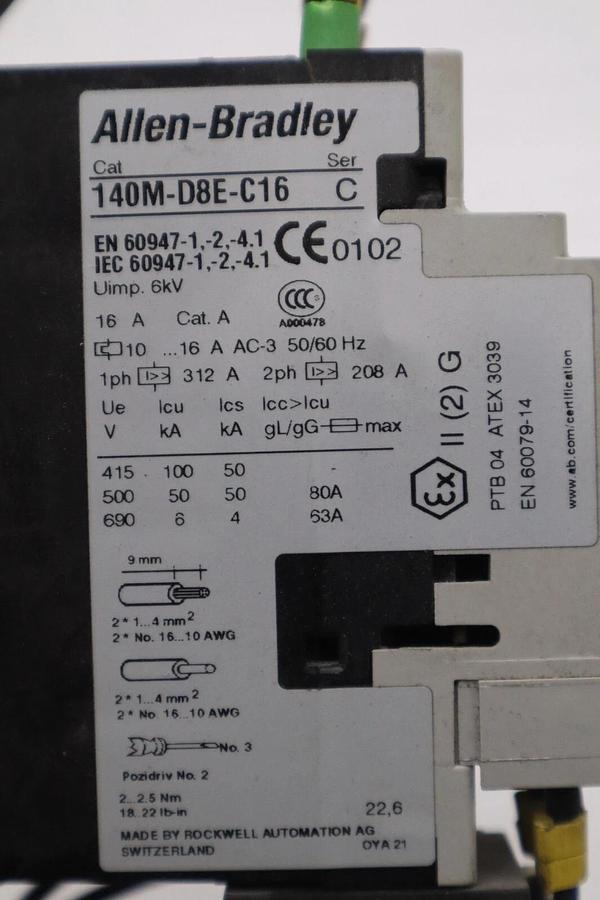 Allen-Bradley
Cat Ser
140M-D8E-C16 C
EN 60947-1,-2,-4.1
IEC 60947-1,-2,-4.1
CE 0102
Uimp. 6kV
CCC
A000478
16 A Cat. A
10 ...16 A AC-3 50/60 Hz
1ph I>> 312 A 2ph I>> 208 A
Ue Icu Ics Icc>Icu
V kA kA gL/gG max
415 100 50 -
500 50 50 80A
690 6 4 63A
9 mm
2 * 1...4 mm²
2 * No. 16...10 AWG
2 * 1...4 mm²
2 * No. 16...10 AWG
No. 3
Pozidriv No. 2
2...2.5 Nm
18..22 lb-in
22,6
MADE BY ROCKWELL AUTOMATION AG
SWITZERLAND OYA 21
Ex II (2) G
PTB 04 ATEX 3039
EN 60079-14
www.ab.com/certification